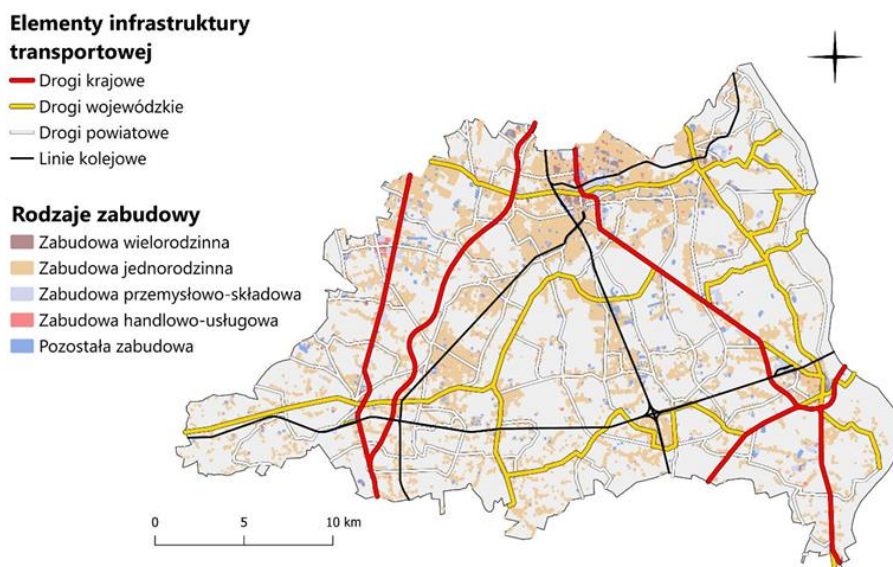 Elementy infrastruktury
transportowej
Drogi krajowe
Drogi wojewódzkie
Drogi powiatowe
Linie kolejowe
Rodzaje zabudowy
Zabudowa wielorodzinna
Zabudowa jednorodzinna
Zabudowa przemysłowo-składowa
Zabudowa handlowo-usługowa
Pozostała zabudowa
0 5 10 km